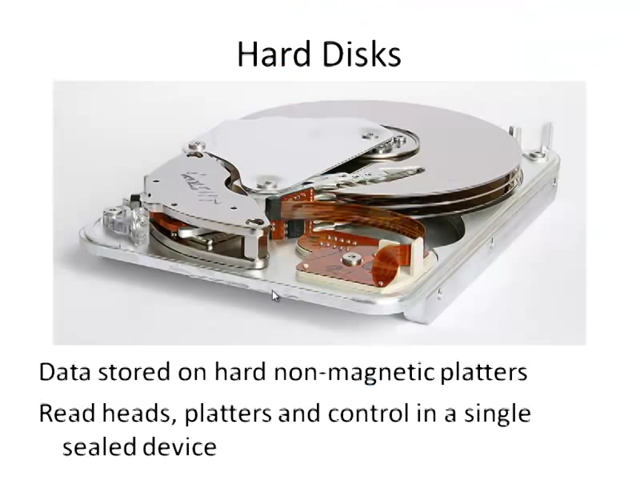 Hard Disks
Data stored on hard non-magnetic platters
Read heads, platters and control in a single
sealed device